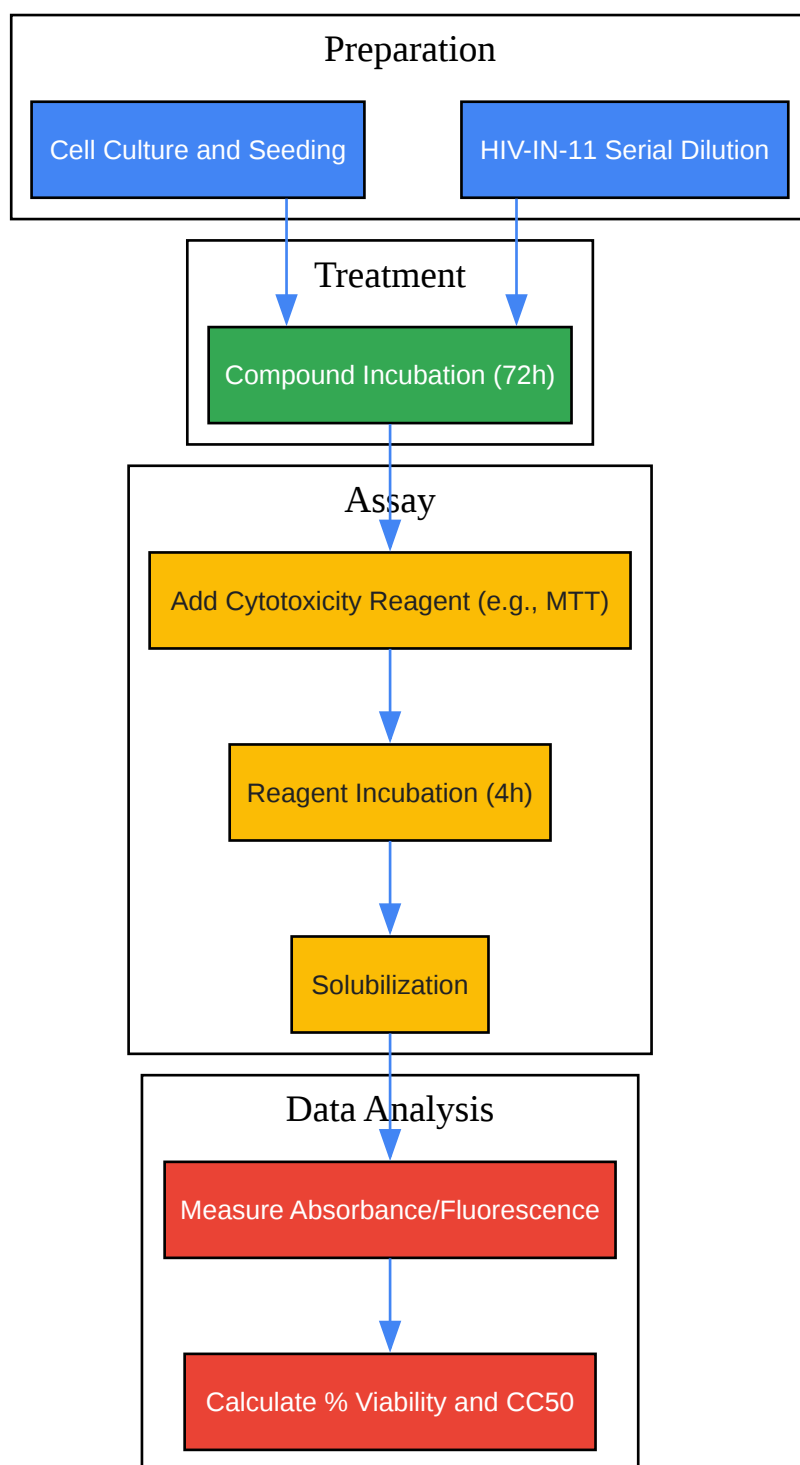 Preparation
Cell Culture and Seeding
HIV-IN-11 Serial Dilution
Treatment
Compound Incubation (72h)
Assay
Add Cytotoxicity Reagent (e.g., MTT)
Reagent Incubation (4h)
Solubilization
Data Analysis
Measure Absorbance/Fluorescence
Calculate % Viability and CC50